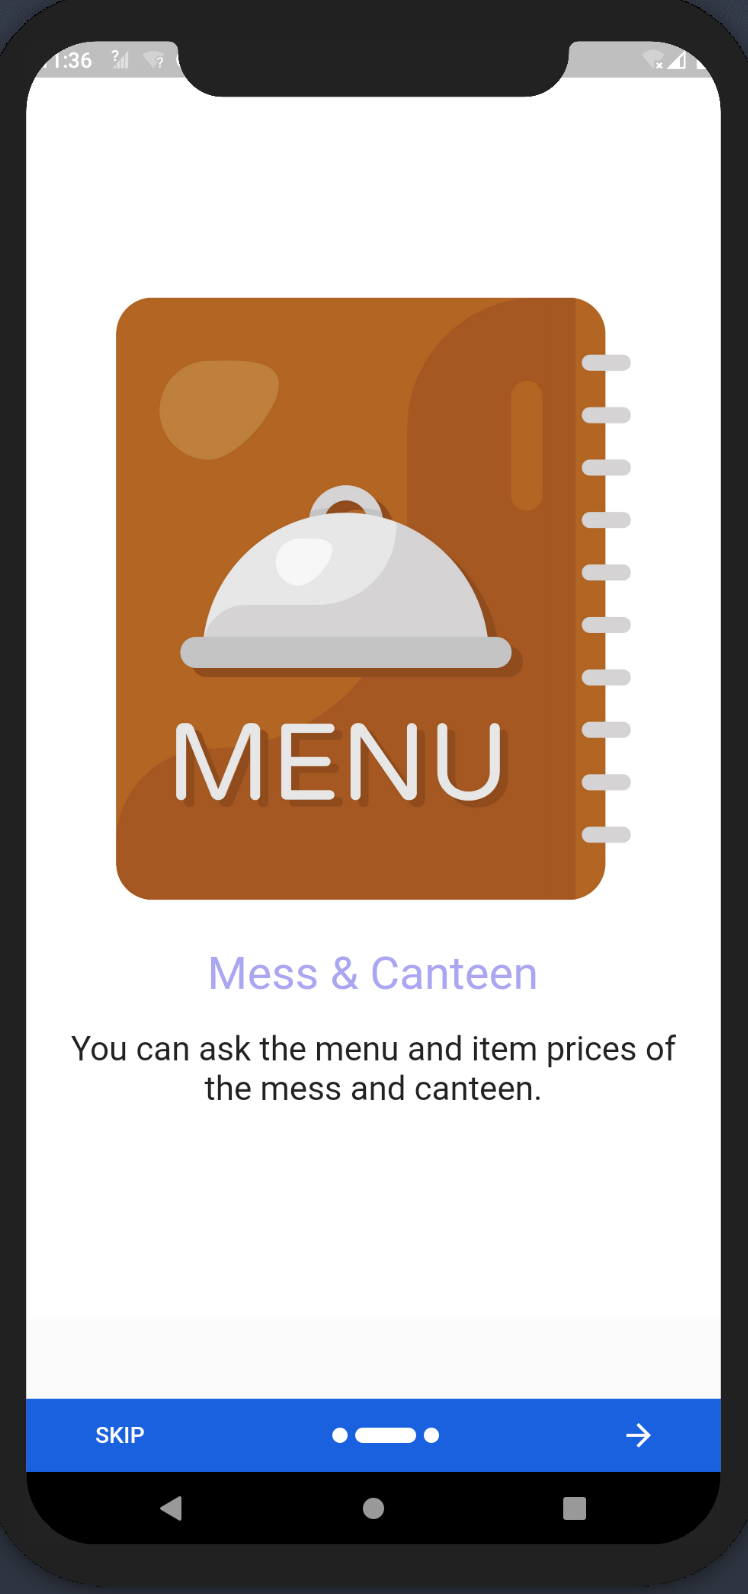 1:36
MENU
Mess & Canteen
You can ask the menu and item prices of
the mess and canteen.
SKIP